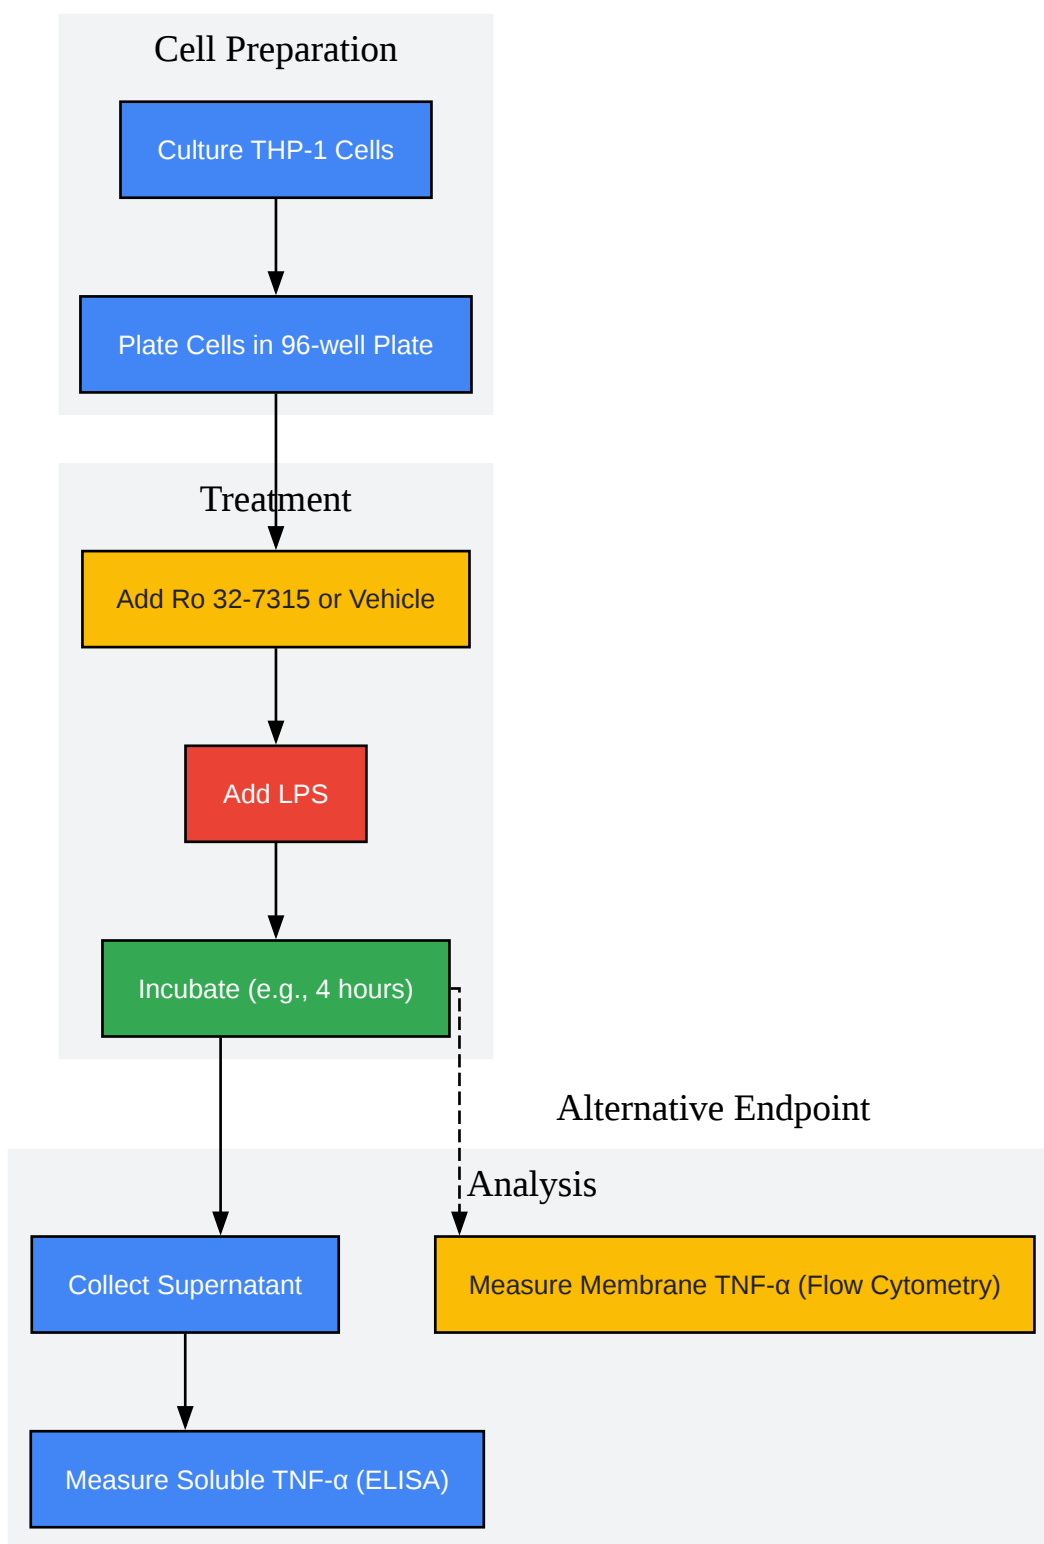 Cell Preparation
Culture THP-1 Cells
Plate Cells in 96-well Plate
Treatment
Add Ro 32-7315 or Vehicle
Add LPS
Incubate (e.g., 4 hours)
Alternative Endpoint
Analysis
Collect Supernatant
Measure Membrane TNF-α (Flow Cytometry)
Measure Soluble TNF-α (ELISA)